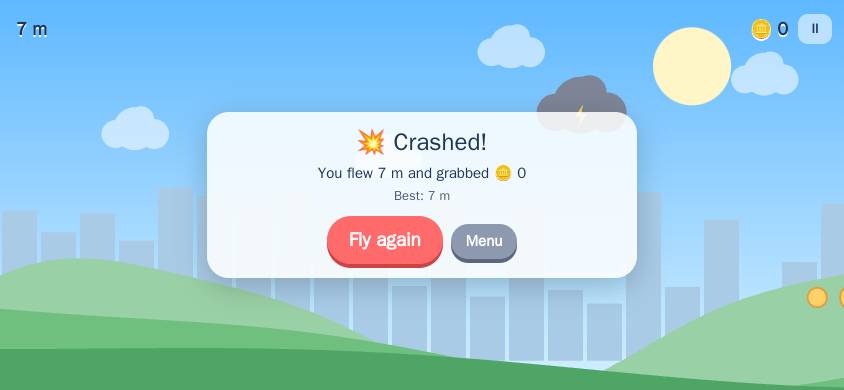 7 m
🪙 0
💥 Crashed!
You flew 7 m and grabbed 🪙 0
Best: 7 m
Fly again
Menu